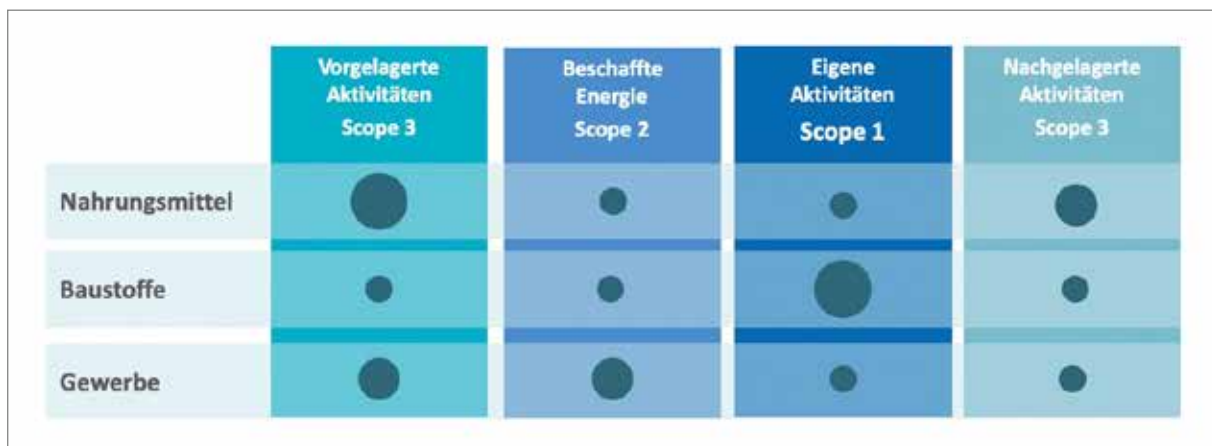 Vorgelagerte
Aktivitäten
Scope 3
Beschaffte
Energie
Scope 2
Eigene
Aktivitäten
Scope 1
Nachgelagerte
Aktivitäten
Scope 3
Nahrungsmittel
Baustoffe
Gewerbe